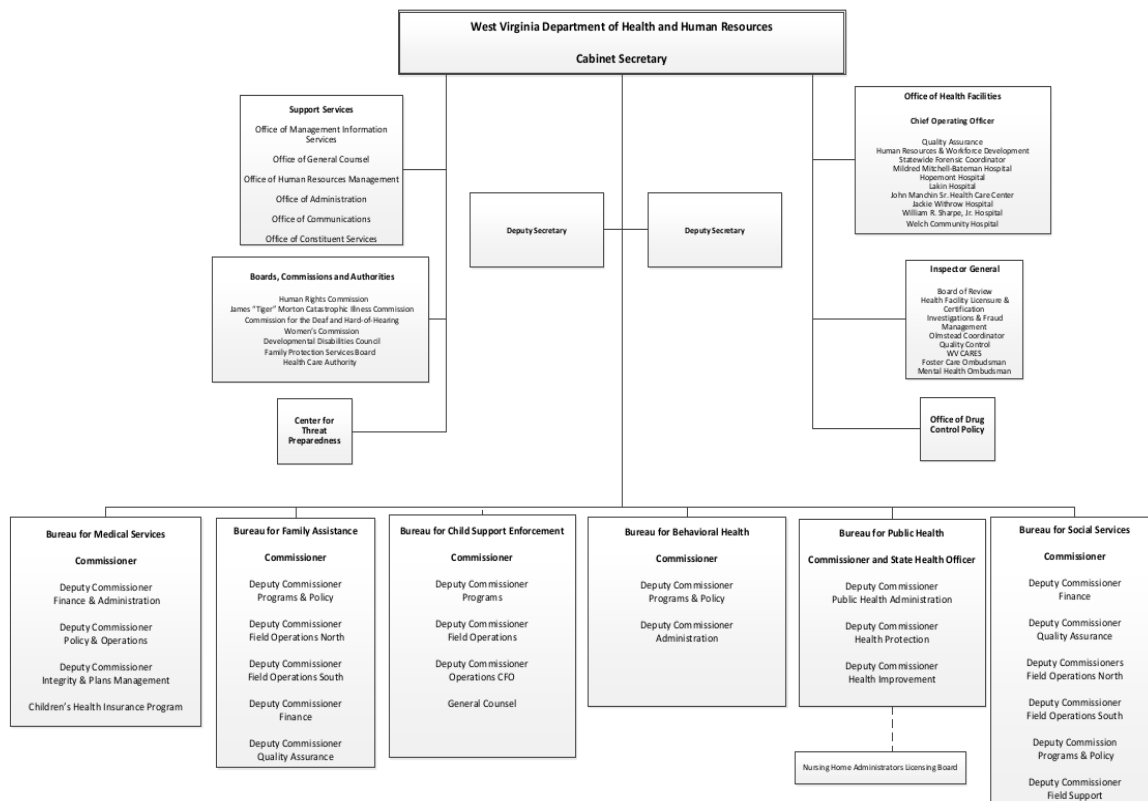 West Virginia Department of Health and Human Resources
Cabinet Secretary
Support Services
Office of Management Information
Services
Office of General Counsel
Office of Human Resources Management
Office of Administration
Office of Communications
Office of Constituent Services
Office of Health Facilities
Chief Operating Officer
Quality Assurance
Human Resources & Workforce Development
Statewide Forensic Coordinator
Mildred Mitchell-Bateman Hospital
Hopemont Hospital
Lakin Hospital
John Manchin Sr. Health Care Center
Jackie Withrow Hospital
William R. Sharpe, Jr. Hospital
Welch Community Hospital
Deputy Secretary
Deputy Secretary
Boards, Commissions and Authorities
Human Rights Commission
James "Tiger" Morton Catastrophic Illness Commission
Commission for the Deaf and Hard-of-Hearing
Women's Commission
Developmental Disabilities Council
Family Protection Services Board
Health Care Authority
Inspector General
Board of Review
Health Facility Licensure &
Certification
Investigations & Fraud
Management
Olmstead Coordinator
Quality Control
WV CARES
Foster Care Ombudsman
Mental Health Ombudsman
Center for
Threat
Preparedness
Office of Drug
Control Policy
Bureau for Medical Services
Commissioner
Deputy Commissioner
Finance & Administration
Deputy Commissioner
Policy & Operations
Deputy Commissioner
Integrity & Plans Management
Children's Health Insurance Program
Bureau for Family Assistance
Commissioner
Deputy Commissioner
Programs & Policy
Deputy Commissioner
Field Operations North
Deputy Commissioner
Field Operations South
Deputy Commissioner
Finance
Deputy Commissioner
Quality Assurance
Bureau for Child Support Enforcement
Commissioner
Deputy Commissioner
Programs
Deputy Commissioner
Field Operations
Deputy Commissioner
Operations CFO
General Counsel
Bureau for Behavioral Health
Commissioner
Deputy Commissioner
Programs & Policy
Deputy Commissioner
Administration
Bureau for Public Health
Commissioner and State Health Officer
Deputy Commissioner
Public Health Administration
Deputy Commissioner
Health Protection
Deputy Commissioner
Health Improvement
Nursing Home Administrators Licensing Board
Bureau for Social Services
Commissioner
Deputy Commissioner
Finance
Deputy Commissioner
Quality Assurance
Deputy Commissioners
Field Operations North
Deputy Commissioner
Field Operations South
Deputy Commission
Programs & Policy
Deputy Commissioner
Field Support